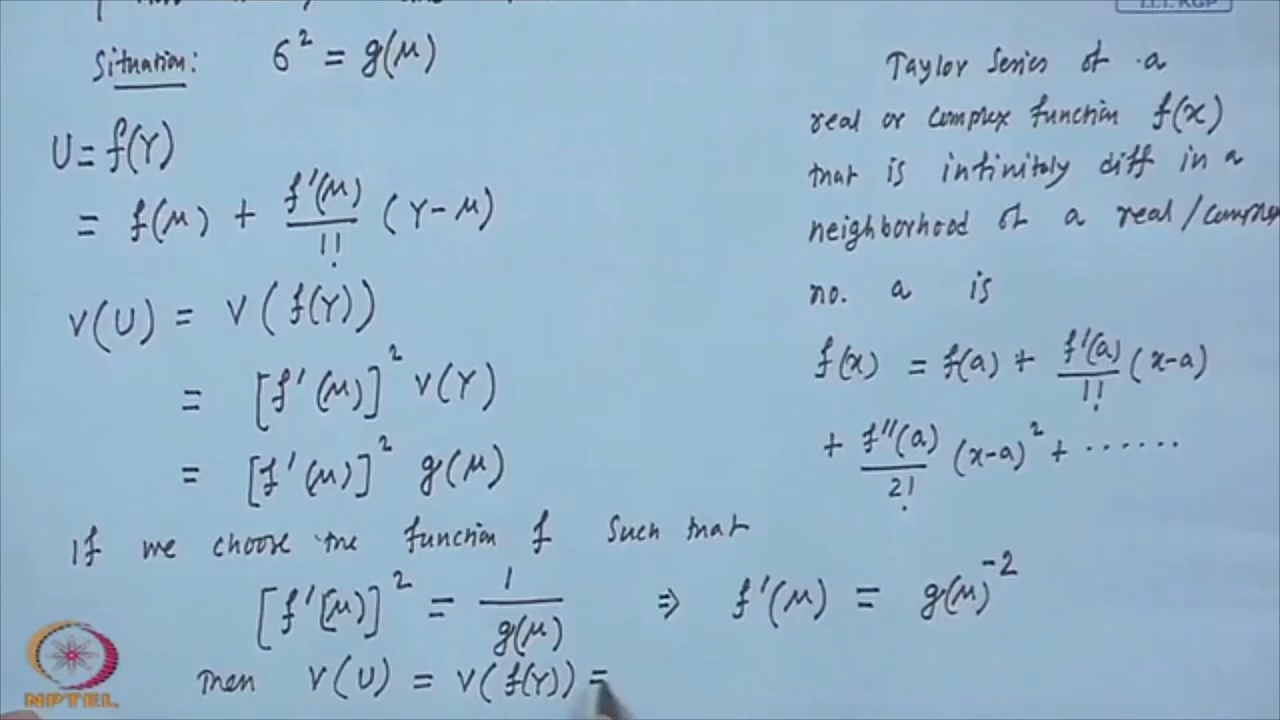 I.I.T. KGP
Situation: σ² = g(μ)
U = f(Y)
= f(μ) + f'(μ)/1! (Y-μ)
V(U) = V(f(Y))
= [f'(μ)]² V(Y)
= [f'(μ)]² g(μ)
If we choose the function f such that
[f'(μ)]² = 1/g(μ) ⇒ f'(μ) = g(μ)⁻²
Then V(U) = V(f(Y)) =
Taylor Series of a
real or complex function f(x)
that is infinitely diff in a
neighborhood of a real/complex
no. a is
f(x) = f(a) + f'(a)/1! (x-a)
+ f''(a)/2! (x-a)² + ......
NPTEL